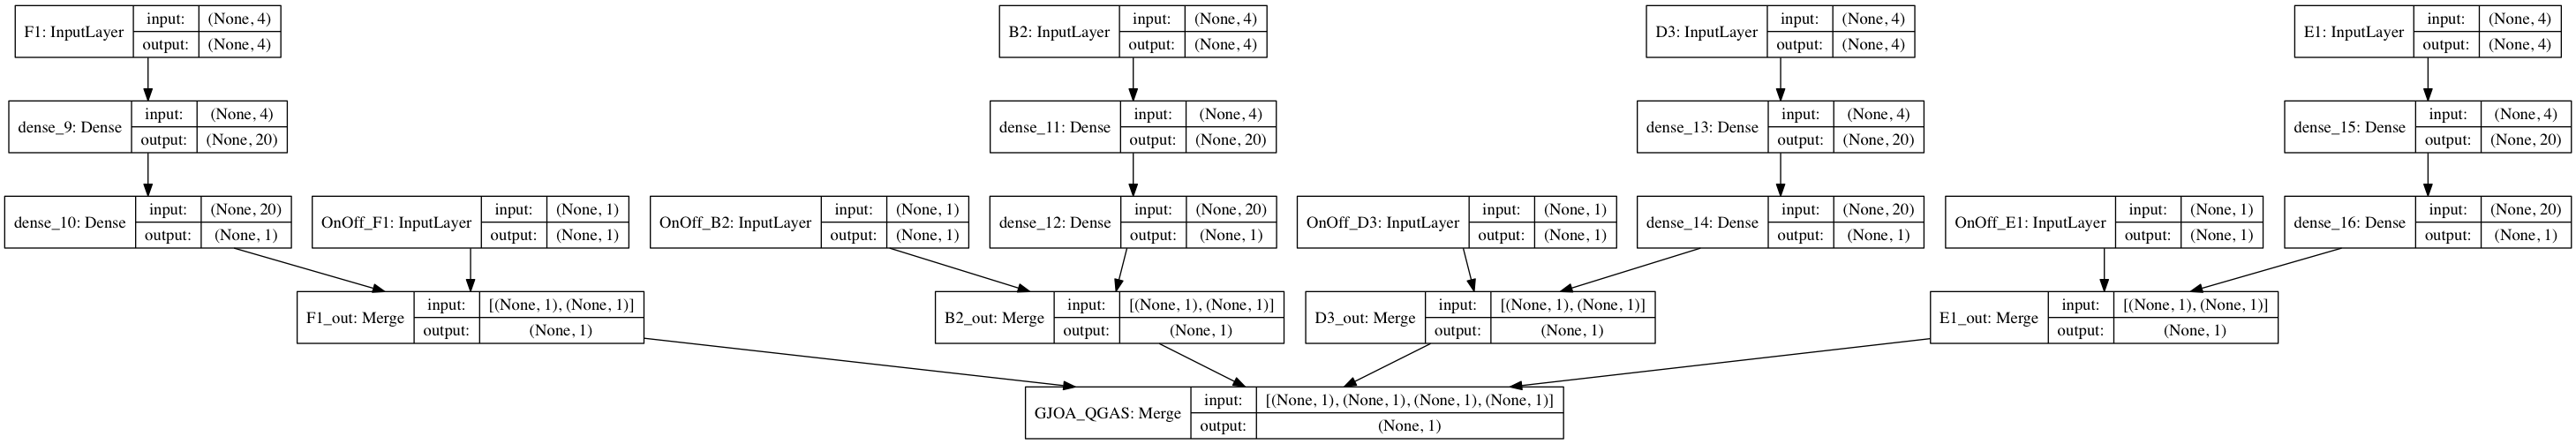 F1: InputLayer input: (None, 4) output: (None, 4)
B2: InputLayer input: (None, 4) output: (None, 4)
D3: InputLayer input: (None, 4) output: (None, 4)
E1: InputLayer input: (None, 4) output: (None, 4)
dense_9: Dense input: (None, 4) output: (None, 20)
dense_11: Dense input: (None, 4) output: (None, 20)
dense_13: Dense input: (None, 4) output: (None, 20)
dense_15: Dense input: (None, 4) output: (None, 20)
dense_10: Dense input: (None, 20) output: (None, 1)
OnOff_F1: InputLayer input: (None, 1) output: (None, 1)
OnOff_B2: InputLayer input: (None, 1) output: (None, 1)
dense_12: Dense input: (None, 20) output: (None, 1)
OnOff_D3: InputLayer input: (None, 1) output: (None, 1)
dense_14: Dense input: (None, 20) output: (None, 1)
OnOff_E1: InputLayer input: (None, 1) output: (None, 1)
dense_16: Dense input: (None, 20) output: (None, 1)
F1_out: Merge input: [(None, 1), (None, 1)] output: (None, 1)
B2_out: Merge input: [(None, 1), (None, 1)] output: (None, 1)
D3_out: Merge input: [(None, 1), (None, 1)] output: (None, 1)
E1_out: Merge input: [(None, 1), (None, 1)] output: (None, 1)
GJOA_QGAS: Merge input: [(None, 1), (None, 1), (None, 1), (None, 1)] output: (None, 1)